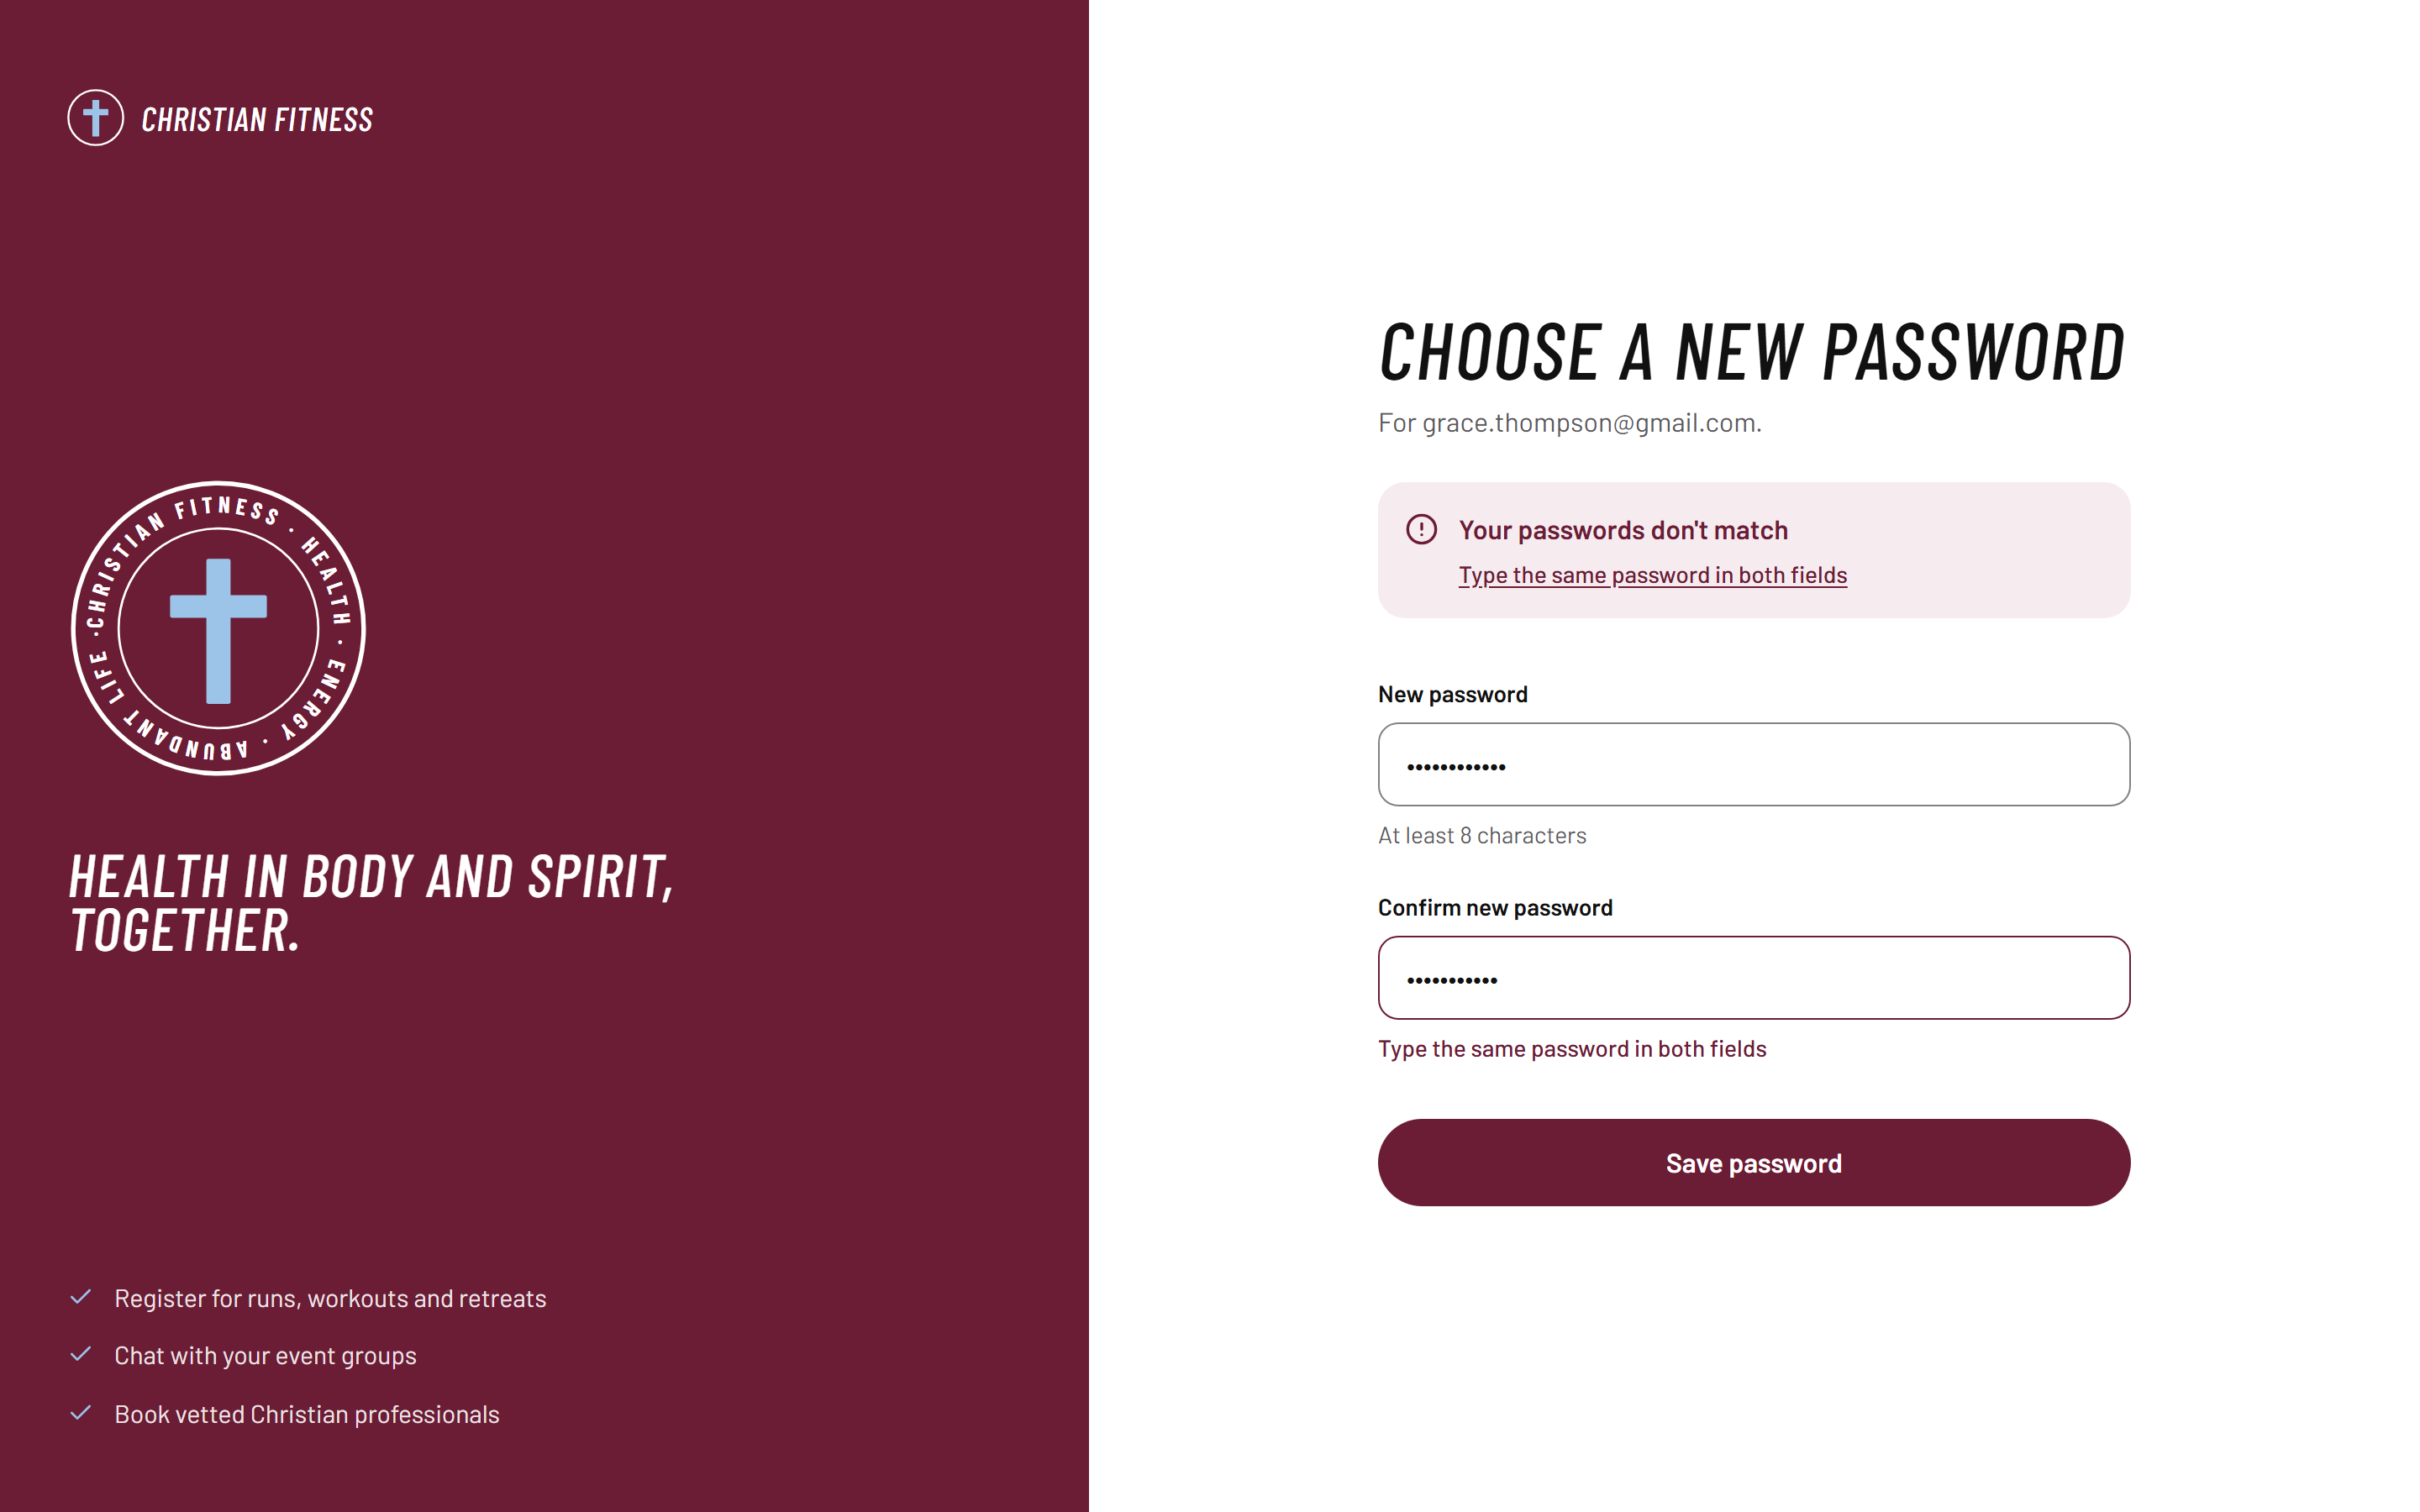 CHRISTIAN FITNESS
CHRISTIAN FITNESS · HEALTH · ENERGY · ABUNDANT LIFE ·
HEALTH IN BODY AND SPIRIT,
TOGETHER.
Register for runs, workouts and retreats
Chat with your event groups
Book vetted Christian professionals
CHOOSE A NEW PASSWORD
For grace.thompson@gmail.com.
Your passwords don't match
Type the same password in both fields
New password
••••••••••••
At least 8 characters
Confirm new password
•••••••••••
Type the same password in both fields
Save password